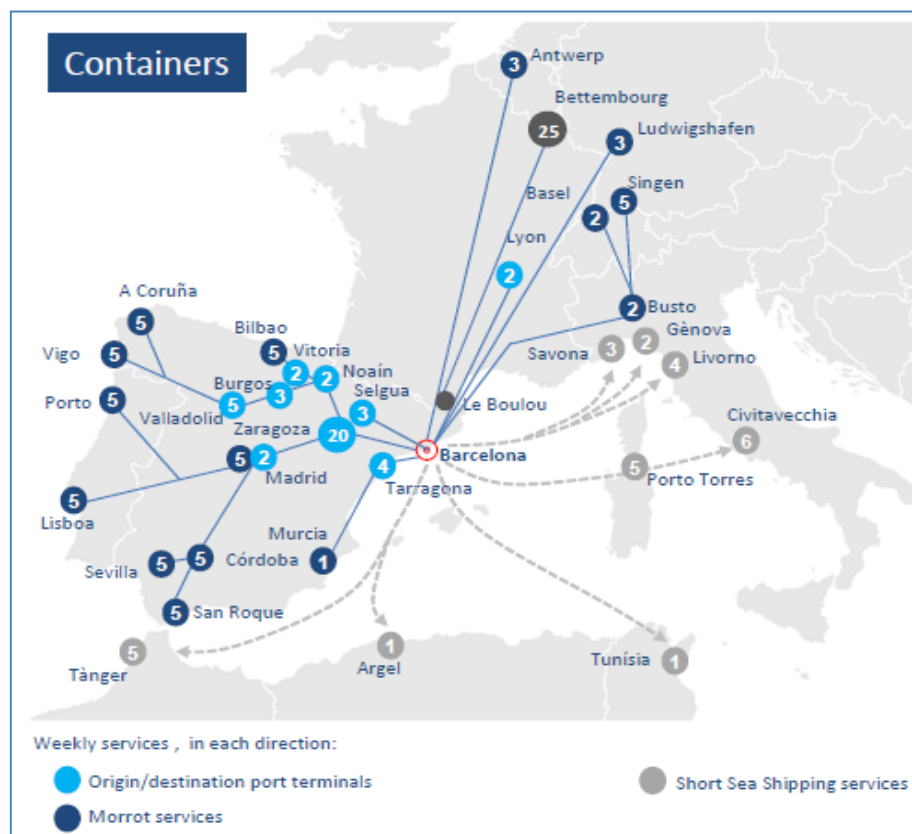 Containers
3
Antwerp
Bettembourg
25
Ludwigshafen
3
Basel
Singen
5
2
Lyon
2
A Coruña
5
Busto
2
Bilbao
Gènova
Vigo
5
5
Vitoria
Savona
3
2
Livorno
2
2
Noaín
4
Burgos
Selgua
Porto
5
3
Le Boulou
Valladolid
5
3
Civitavecchia
Zaragoza
20
6
5
2
Barcelona
Madrid
4
5
Porto Torres
Tarragona
5
Lisboa
Murcia
Sevilla
5
5
Córdoba
1
5
San Roque
5
1
Tànger
Argel
Tunísia
1
Weekly services , in each direction:
Origin/destination port terminals
Short Sea Shipping services
Morrot services